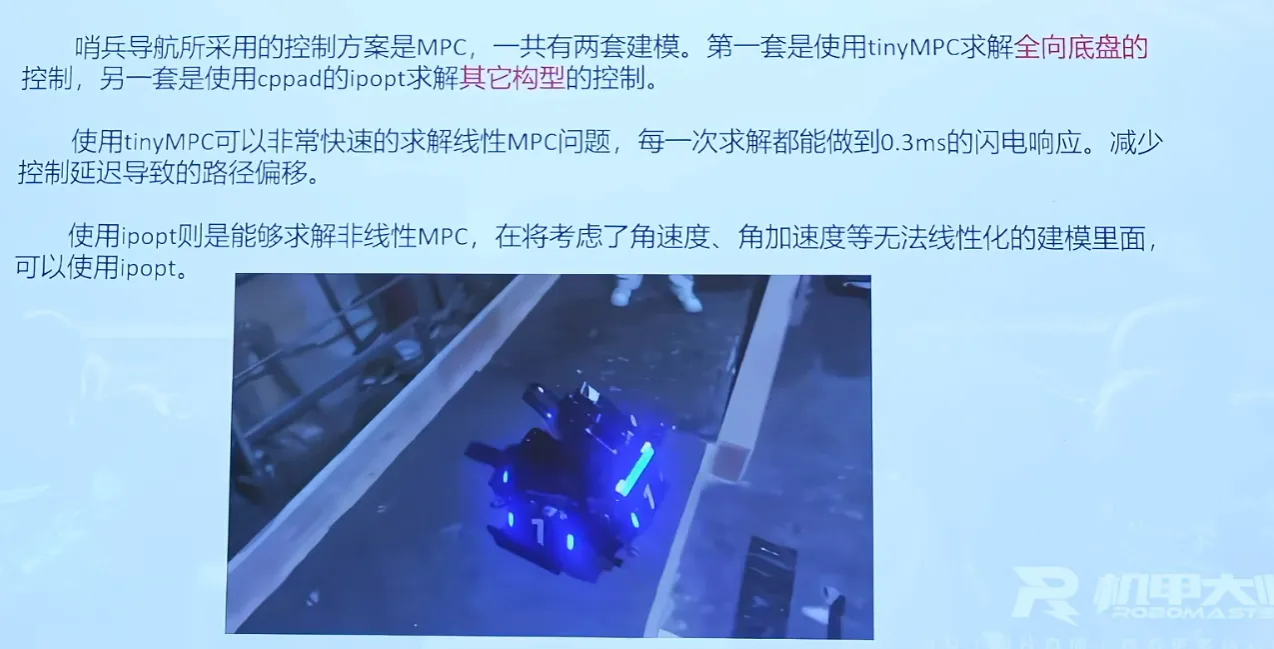 哨兵导航所采用的控制方案是MPC，一共有两套建模。第一套是使用tinyMPC求解全向底盘的
控制，另一套是使用cppad的ipopt求解其它构型的控制。
使用tinyMPC可以非常快速的求解线性MPC问题，每一次求解都能做到0.3ms的闪电响应。减少
控制延迟导致的路径偏移。
使用ipopt则是能够求解非线性MPC，在将考虑了角速度、角加速度等无法线性化的建模里面，
可以使用ipopt。
1
1
机甲大师
ROBOMAST